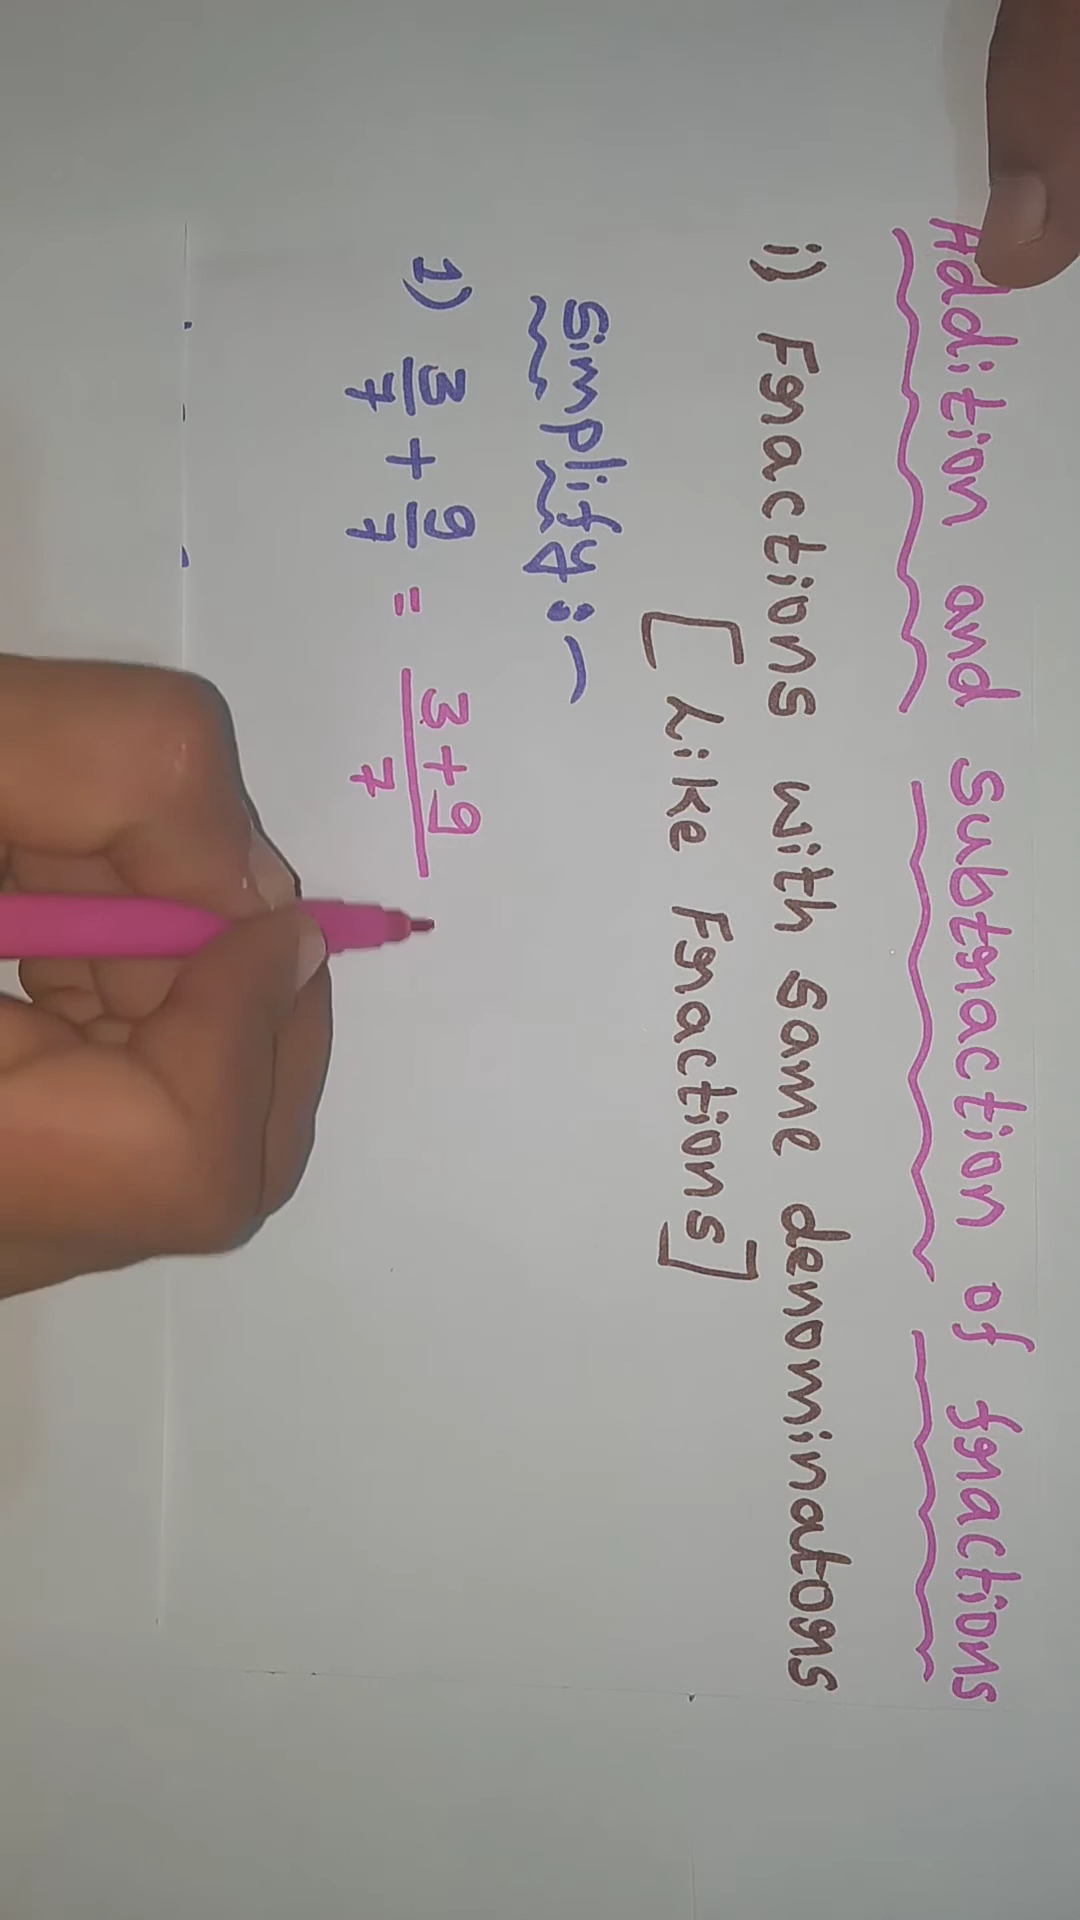 Addition and Subtraction of fractions
i) Fractions with same denominators
[Like Fractions]
Simplify:-
1) 3/7 + 9/7 = 3+9/7